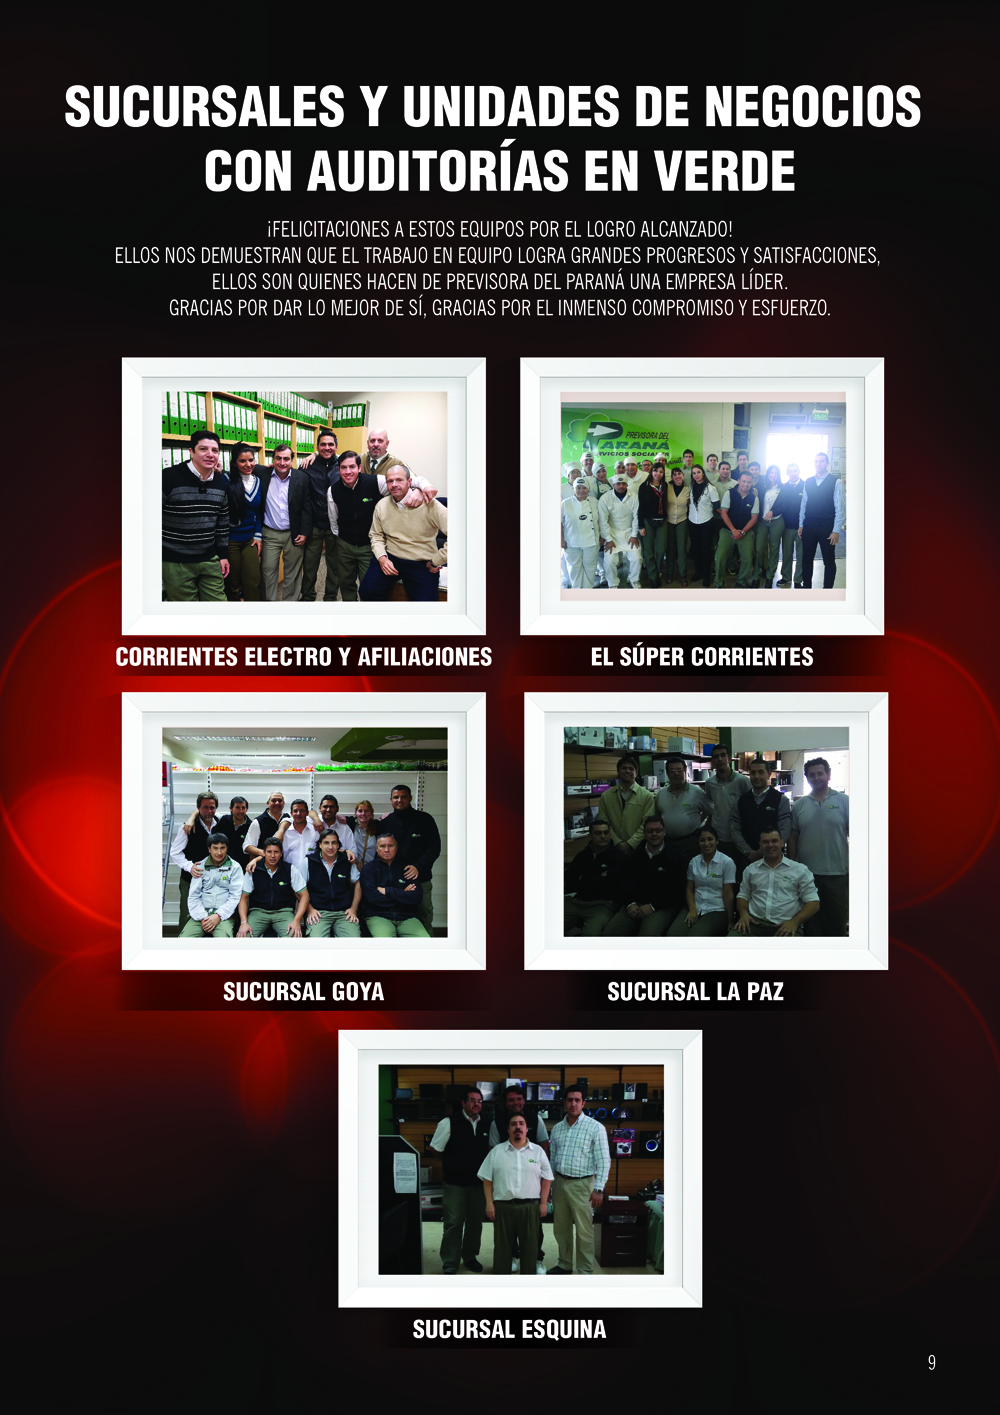 SUCURSALES Y UNIDADES DE NEGOCIOS
CON AUDITORÍAS EN VERDE
¡FELICITACIONES A ESTOS EQUIPOS POR EL LOGRO ALCANZADO!
ELLOS NOS DEMUESTRAN QUE EL TRABAJO EN EQUIPO LOGRA GRANDES PROGRESOS Y SATISFACCIONES,
ELLOS SON QUIENES HACEN DE PREVISORA DEL PARANÁ UNA EMPRESA LÍDER.
GRACIAS POR DAR LO MEJOR DE SÍ, GRACIAS POR EL INMENSO COMPROMISO Y ESFUERZO.
PREVISORA DEL
PARANÁ
SERVICIOS SOCIALES
CORRIENTES ELECTRO Y AFILIACIONES
EL SÚPER CORRIENTES
SUCURSAL GOYA
SUCURSAL LA PAZ
SUCURSAL ESQUINA
9